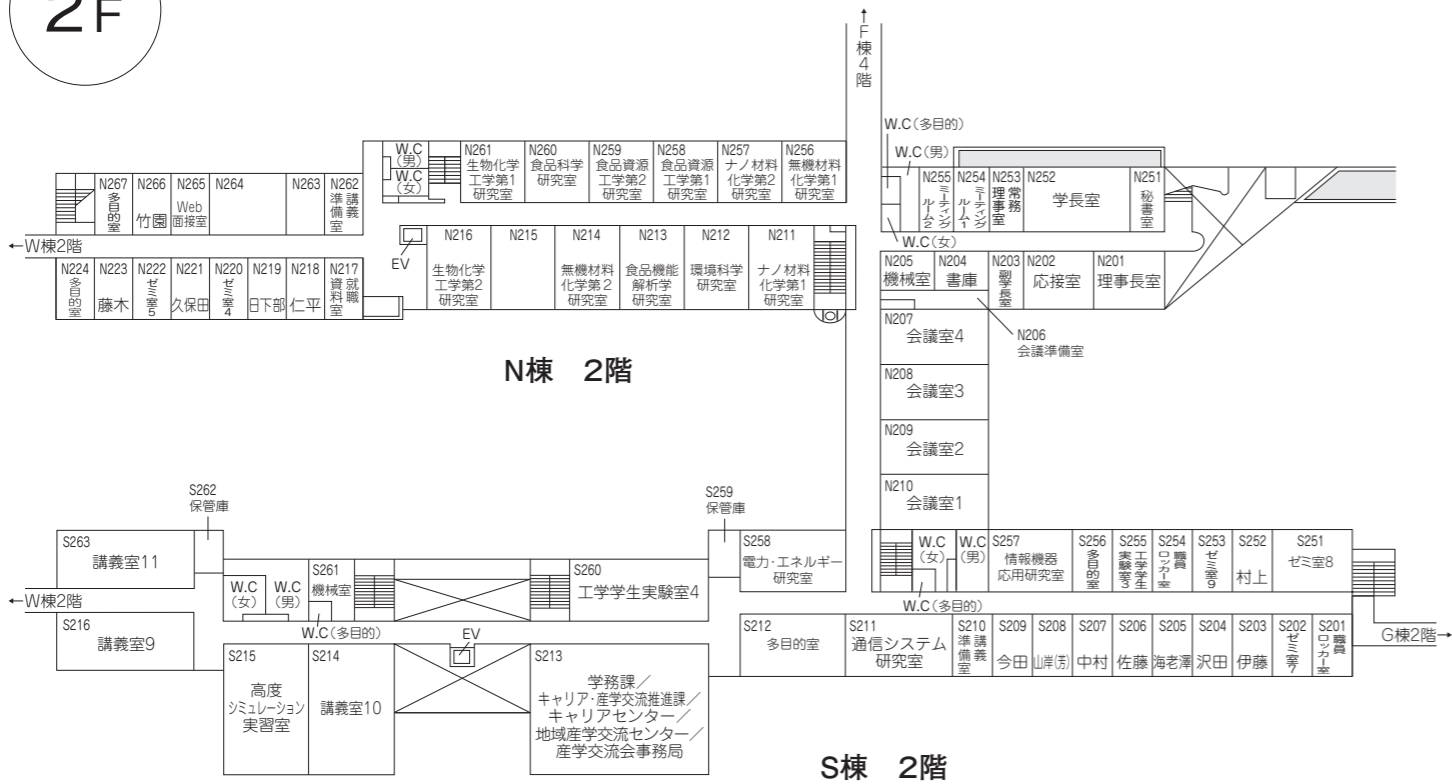 2F
↑F棟4階
W.C(多目的)
W.C(男)
W.C(男)
W.C(女)
N261
生物化学
工学第1
研究室
N260
食品科学
研究室
N259
食品資源
工学第2
研究室
N258
食品資源
工学第1
研究室
N257
ナノ材料
化学第2
研究室
N256
無機材料
化学第1
研究室
N255
ミーティング
ルーム2
N254
ミーティング
ルーム1
N253
常務
理事室
N252
学長室
N251
秘書室
N267
多目的室
N266
竹園
N265
Web
面接室
N264
N263
N262
講義
準備室
W.C(女)
←W棟2階
EV
N216
生物化学
工学第2
研究室
N215
N214
無機材料
化学第2
研究室
N213
食品機能
解析学
研究室
N212
環境科学
研究室
N211
ナノ材料
化学第1
研究室
N205
機械室
N204
書庫
N203
副学長室
N202
応接室
N201
理事長室
N224
多目的室
N223
藤木
N222
ゼミ室5
N221
久保田
N220
ゼミ室4
N219
日下部
N218
仁平
N217
就職
資料室
N206
会議準備室
N207
会議室4
N棟 2階
N208
会議室3
N209
会議室2
N210
会議室1
S262
保管庫
S259
保管庫
S263
講義室11
W.C
(女)
W.C
(男)
S261
機械室
S260
工学学生実験室4
S258
電力・エネルギー
研究室
W.C
(女)
W.C
(男)
S257
情報機器
応用研究室
S256
多目的室
S255
工学学生
実験室3
S254
職員
ロッカー室
S253
ゼミ室9
S252
村上
S251
ゼミ室8
←W棟2階
W.C(多目的)
W.C(多目的)
EV
G棟2階→
S216
講義室9
S215
高度
シミュレーション
実習室
S214
講義室10
S213
学務課/
キャリア・産学交流推進課/
キャリアセンター/
地域産学交流センター/
産学交流会事務局
S212
多目的室
S211
通信システム
研究室
S210
講義
準備室
S209
今田
S208
山岸(芳)
S207
中村
S206
佐藤
S205
海老澤
S204
沢田
S203
伊藤
S202
ゼミ室7
S201
職員
ロッカー室
S棟 2階